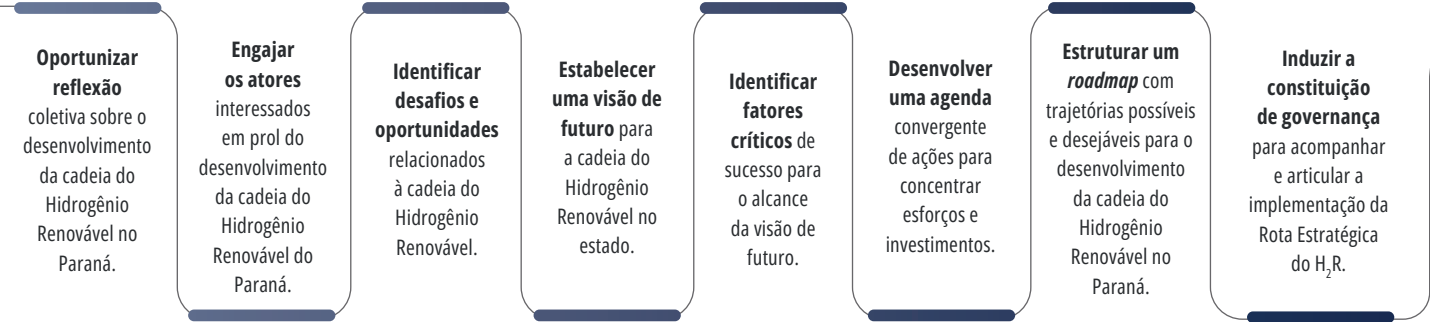 Oportunizar
reflexão
coletiva sobre o
desenvolvimento
da cadeia do
Hidrogênio
Renovável no
Paraná.
Engajar
os atores
interessados
em prol do
desenvolvimento
da cadeia do
Hidrogênio
Renovável do
Paraná.
Identificar
desafios e
oportunidades
relacionados
à cadeia do
Hidrogênio
Renovável.
Estabelecer
uma visão de
futuro para
a cadeia do
Hidrogênio
Renovável no
estado.
Identificar
fatores
críticos de
sucesso para
o alcance
da visão de
futuro.
Desenvolver
uma agenda
convergente
de ações para
concentrar
esforços e
investimentos.
Estruturar um
roadmap com
trajetórias possíveis
e desejáveis para o
desenvolvimento
da cadeia do
Hidrogênio
Renovável no
Paraná.
Induzir a
constituição
de governança
para acompanhar
e articular a
implementação da
Rota Estratégica
do H₂R.